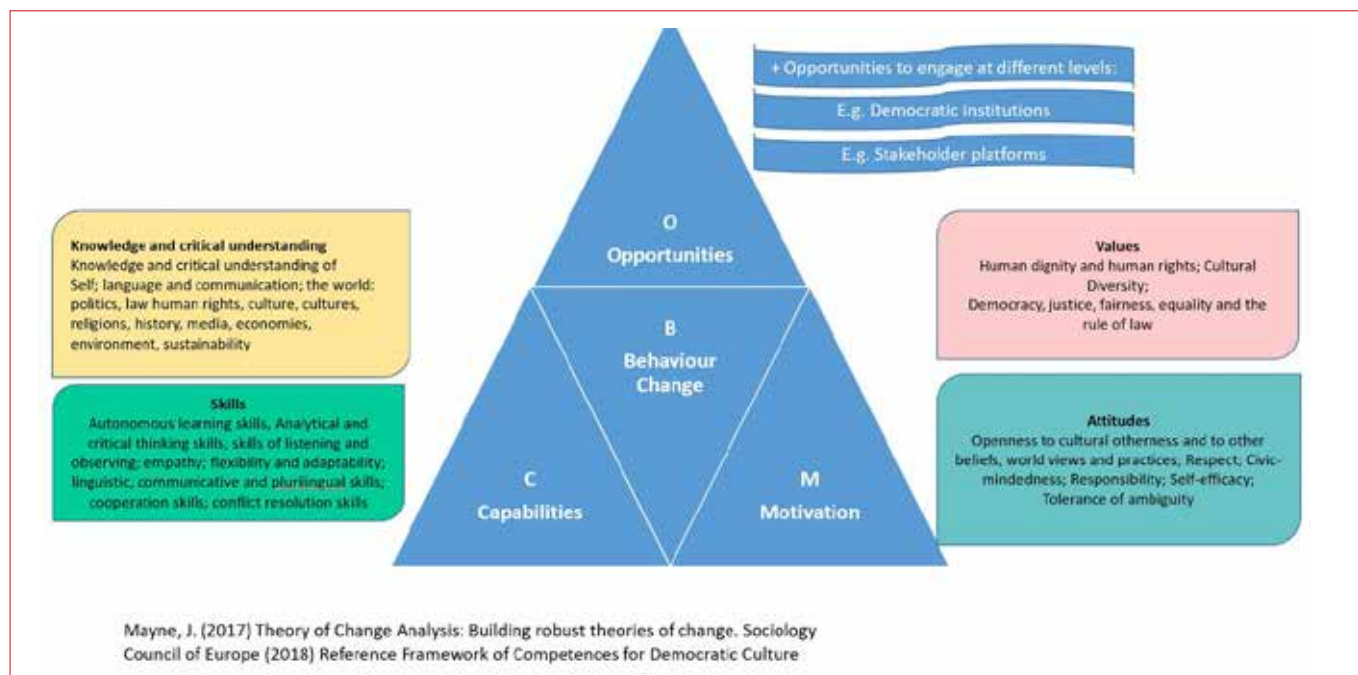 + Opportunities to engage at different levels:
E.g. Democratic Institutions
E.g. Stakeholder platforms
O
Opportunities
Knowledge and critical understanding
Knowledge and critical understanding of
Self; language and communication; the world:
politics, law human rights, culture, cultures,
religions, history, media, economies,
environment, sustainability
Values
Human dignity and human rights; Cultural
Diversity;
Democracy, justice, fairness, equality and the
rule of law
B
Behaviour
Change
Skills
Autonomous learning skills, Analytical and
critical thinking skills, skills of listening and
observing; empathy; flexibility and adaptability;
linguistic, communicative and plurilingual skills;
cooperation skills; conflict resolution skills
Attitudes
Openness to cultural otherness and to other
beliefs, world views and practices; Respect; Civic-
mindedness; Responsibility; Self-efficacy;
Tolerance of ambiguity
C
Capabilities
M
Motivation
Mayne, J. (2017) Theory of Change Analysis: Building robust theories of change. Sociology
Council of Europe (2018) Reference Framework of Competences for Democratic Culture